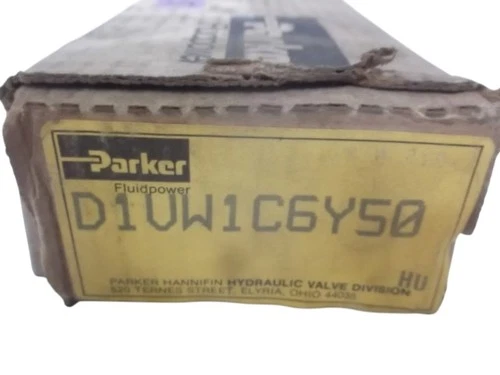 Parker
Fluidpower
D1VW1C6Y50
HU
PARKER HANNIFIN HYDRAULIC VALVE DIVISION
520 TERNES STREET, ELYRIA, OHIO 44035